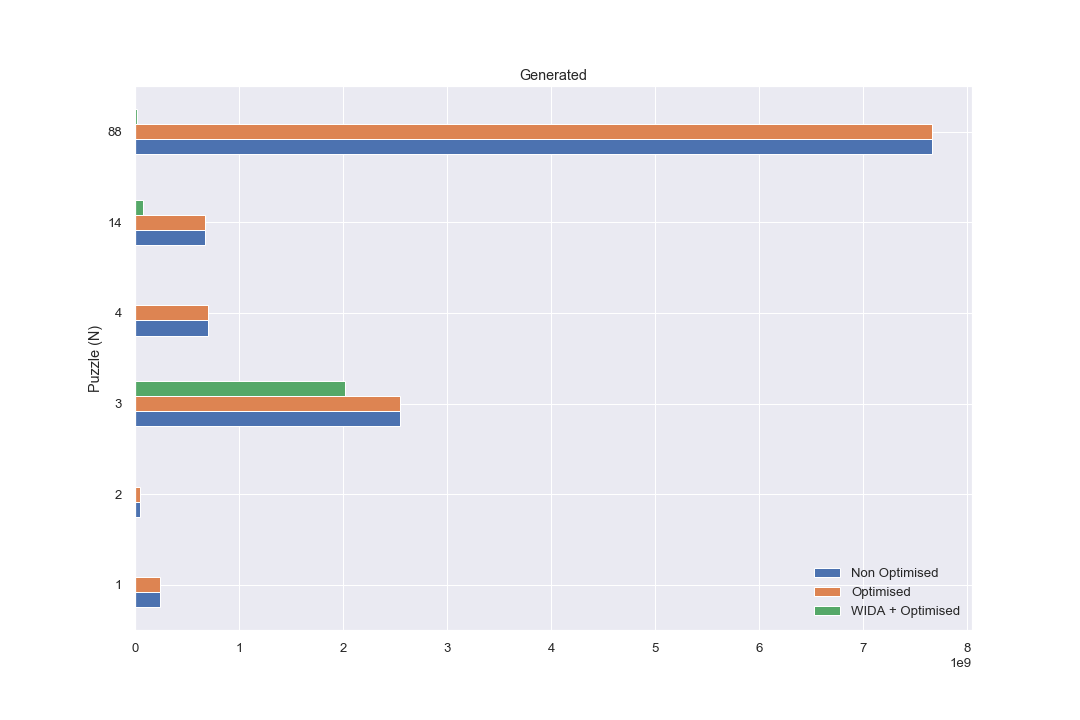 Generated
88
14
4
3
2
1
Puzzle (N)
Non Optimised
Optimised
WIDA + Optimised
0 1 2 3 4 5 6 7 8
1e9